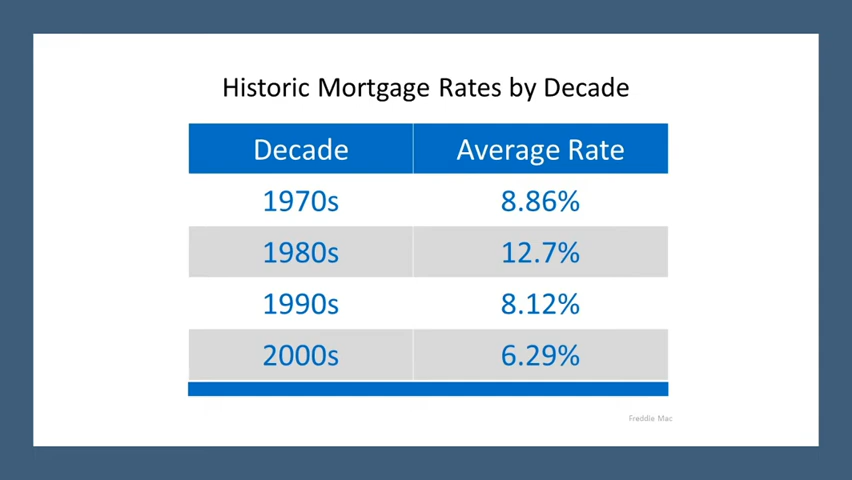 Historic Mortgage Rates by Decade
Decade Average Rate
1970s 8.86%
1980s 12.7%
1990s 8.12%
2000s 6.29%
Freddie Mac